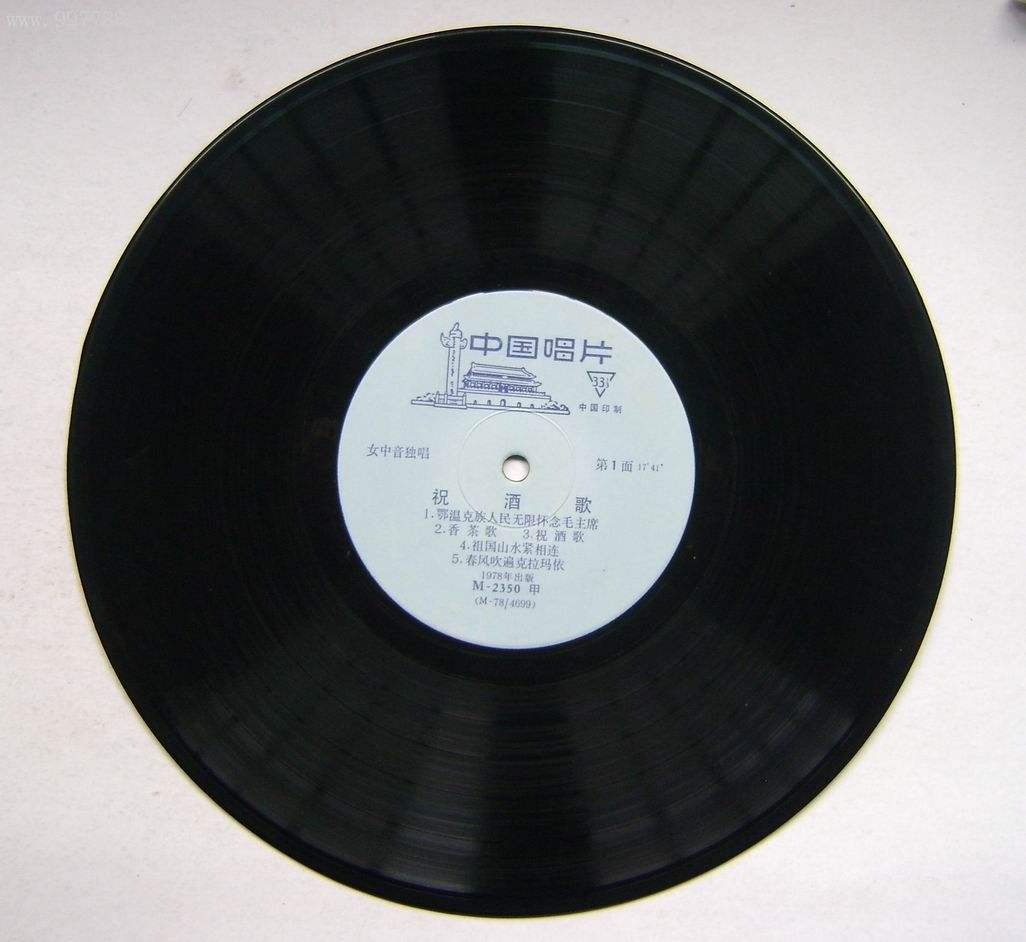 www.997788
中国唱片
33⅓
中国印制
女中音独唱
第1面 17'41"
祝酒歌
1.鄂温克族人民无限怀念毛主席
2.香茶歌 3.祝酒歌
4.祖国山水紧相连
5.春风吹遍克拉玛依
1978年出版
M-2350 甲
(M-78/4699)